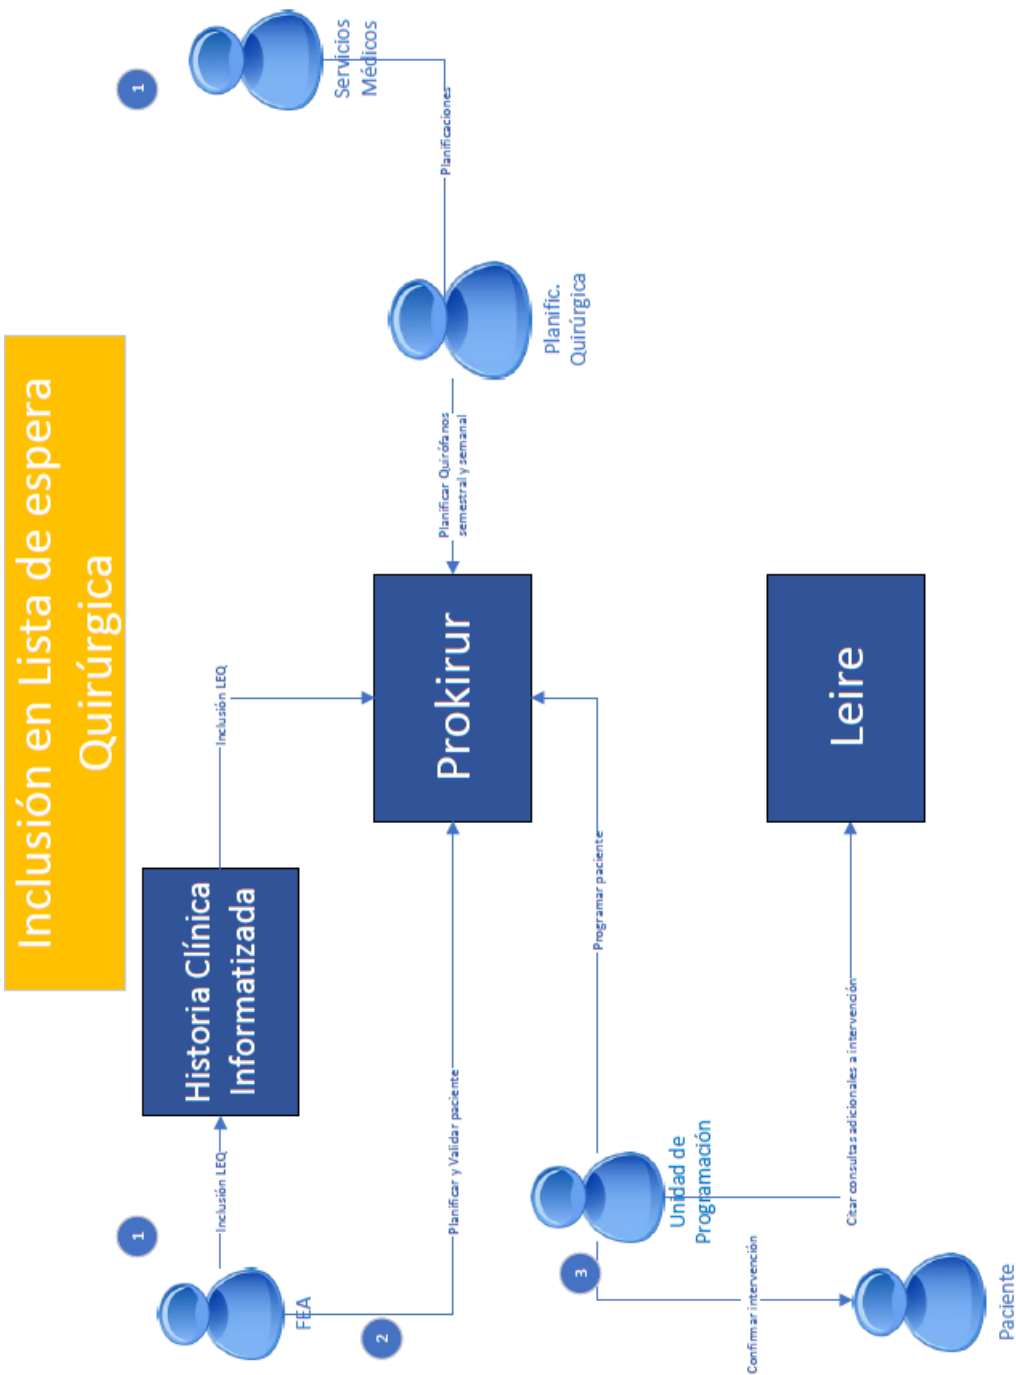 Inclusión en Lista de espera
Quirúrgica
1
FEA
Inclusión LEQ
Historia Clínica
Informatizada
Inclusión LEQ
1
Servicios
Médicos
Planificaciones
2
Planificar y Validar paciente
Prokirur
Planificar Quirófanos
semestral y semanal
Planific.
Quirúrgica
3
Unidad de
Programación
Programar paciente
Confirmar intervención
Citar consultas adicionales a intervención
Leire
Paciente